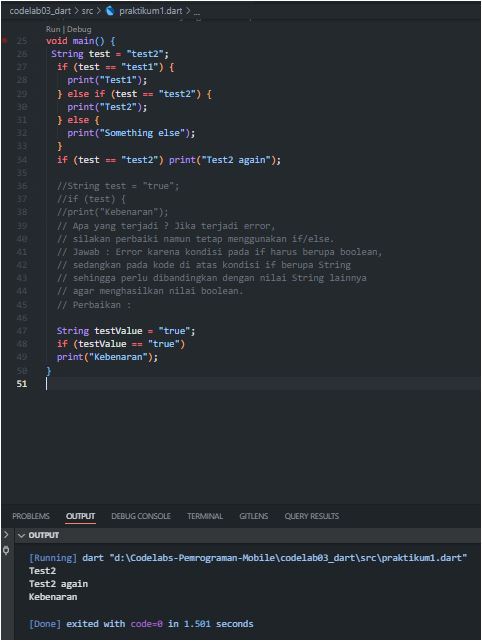 codelab03_dart > src > praktikum1.dart > ...
Run | Debug
25 void main() {
26 String test = "test2";
27 if (test == "test1") {
28 print("Test1");
29 } else if (test == "test2") {
30 print("Test2");
31 } else {
32 print("Something else");
33 }
34 if (test == "test2") print("Test2 again");
35
36 //String test = "true";
37 //if (test) {
38 //print("Kebenaran");
39 // Apa yang terjadi ? Jika terjadi error,
40 // silakan perbaiki namun tetap menggunakan if/else.
41 // Jawab : Error karena kondisi pada if harus berupa boolean,
42 // sedangkan pada kode di atas kondisi if berupa String
43 // sehingga perlu dibandingkan dengan nilai String lainnya
44 // agar menghasilkan nilai boolean.
45 // Perbaikan :
46
47 String testValue = "true";
48 if (testValue == "true")
49 print("Kebenaran");
50 }
51
PROBLEMS OUTPUT DEBUG CONSOLE TERMINAL GITLENS QUERY RESULTS
OUTPUT
[Running] dart "d:\Codelabs-Pemrograman-Mobile\codelab03_dart\src\praktikum1.dart"
Test2
Test2 again
Kebenaran
[Done] exited with code=0 in 1.501 seconds